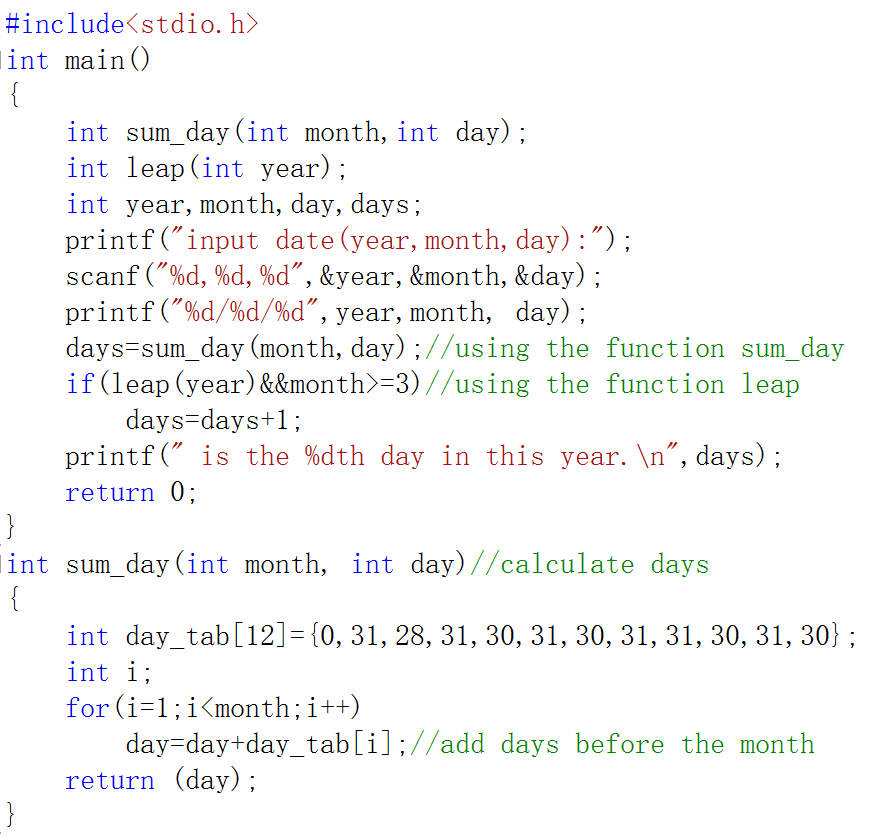 #include<stdio.h>
int main()
{
    int sum_day(int month,int day);
    int leap(int year);
    int year,month,day,days;
    printf("input date(year,month,day):");
    scanf("%d,%d,%d",&year,&month,&day);
    printf("%d/%d/%d",year,month, day);
    days=sum_day(month,day);//using the function sum_day
    if(leap(year)&&month>=3)//using the function leap
        days=days+1;
    printf(" is the %dth day in this year.\n",days);
    return 0;
}
int sum_day(int month, int day)//calculate days
{
    int day_tab[12]={0,31,28,31,30,31,30,31,31,30,31,30};
    int i;
    for(i=1;i<month;i++)
        day=day+day_tab[i];//add days before the month
    return (day);
}